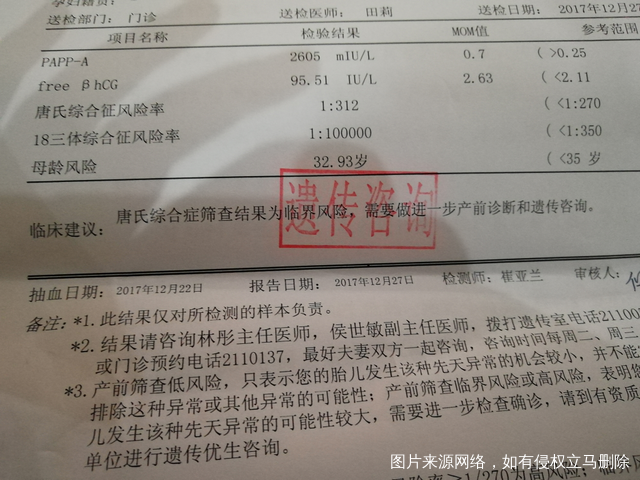 送检部门: 门诊 送检医师: 田莉 送检日期: 2017年12月27
项目名称 检验结果 MOM值 参考范围
PAPP-A 2605 mIU/L 0.7 ( >0.25
free βhCG 95.51 IU/L 2.63 ( <2.11
唐氏综合征风险率 1:312 ( <1:270
18三体综合征风险率 1:100000 ( <1:350
母龄风险 32.93岁 ( <35 岁
遗传咨询
临床建议: 唐氏综合症筛查结果为临界风险, 需要做进一步产前诊断和遗传咨询。
抽血日期: 2017年12月22日 报告日期: 2017年12月27日 检测师: 崔亚兰 审核人:
备注: *1. 此结果仅对所检测的样本负责。
*2. 结果请咨询林彤主任医师, 侯世敏副主任医师, 拨打遗传室电话21100
或门诊预约电话2110137, 最好夫妻双方一起咨询, 咨询时间每周二、周三
*3. 产前筛查低风险, 只表示您的胎儿发生该种先天异常的机会较小, 并不能
排除这种异常或其他异常的可能性; 产前筛查临界风险或高风险, 表明您
儿发生该种先天异常的可能性较大, 需要进一步检查确诊, 请到有资质
单位进行遗传优生咨询。
图片来源网络，如有侵权立马删除